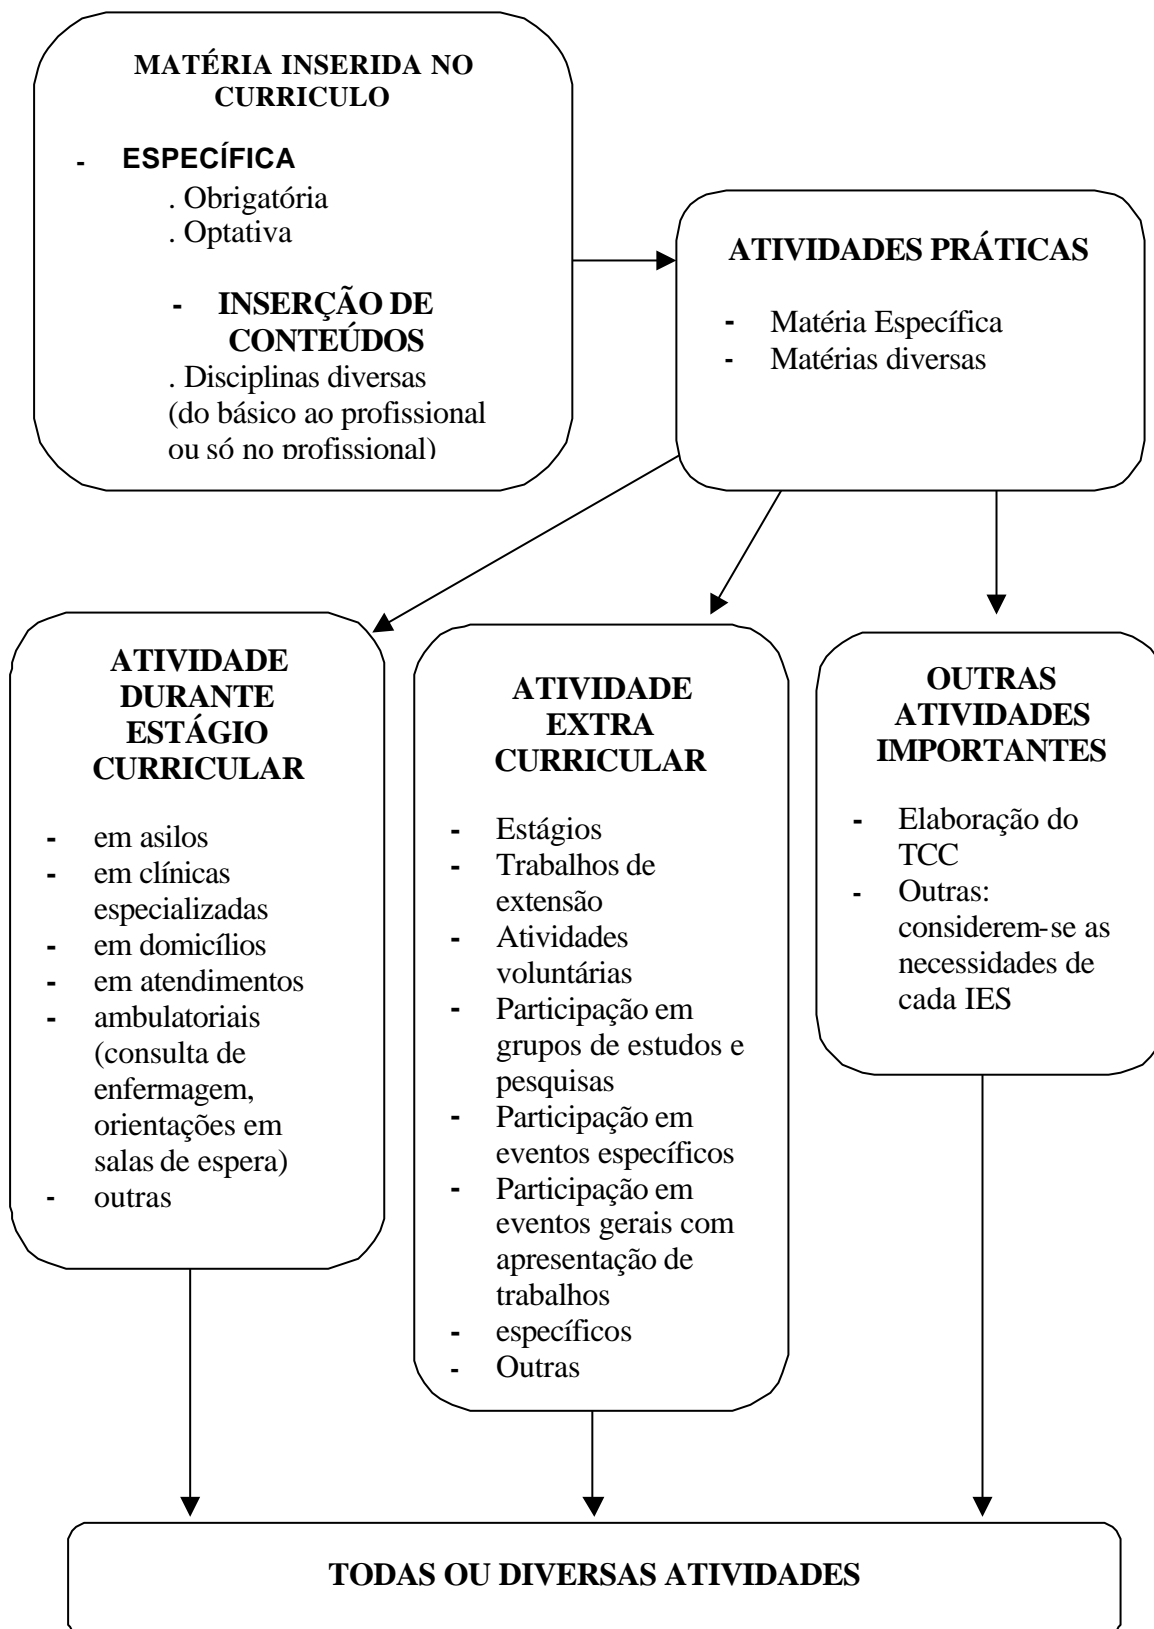 MATÉRIA INSERIDA NO
CURRICULO
- ESPECÍFICA
. Obrigatória
. Optativa
- INSERÇÃO DE
CONTEÚDOS
. Disciplinas diversas
(do básico ao profissional
ou só no profissional)
ATIVIDADES PRÁTICAS
- Matéria Específica
- Matérias diversas
ATIVIDADE
DURANTE
ESTÁGIO
CURRICULAR
- em asilos
- em clínicas
especializadas
- em domicílios
- em atendimentos
- ambulatoriais
(consulta de
enfermagem,
orientações em
salas de espera)
- outras
ATIVIDADE
EXTRA
CURRICULAR
- Estágios
- Trabalhos de
extensão
- Atividades
voluntárias
- Participação em
grupos de estudos e
pesquisas
- Participação em
eventos específicos
- Participação em
eventos gerais com
apresentação de
trabalhos
- específicos
- Outras
OUTRAS
ATIVIDADES
IMPORTANTES
- Elaboração do
TCC
- Outras:
considerem-se as
necessidades de
cada IES
TODAS OU DIVERSAS ATIVIDADES